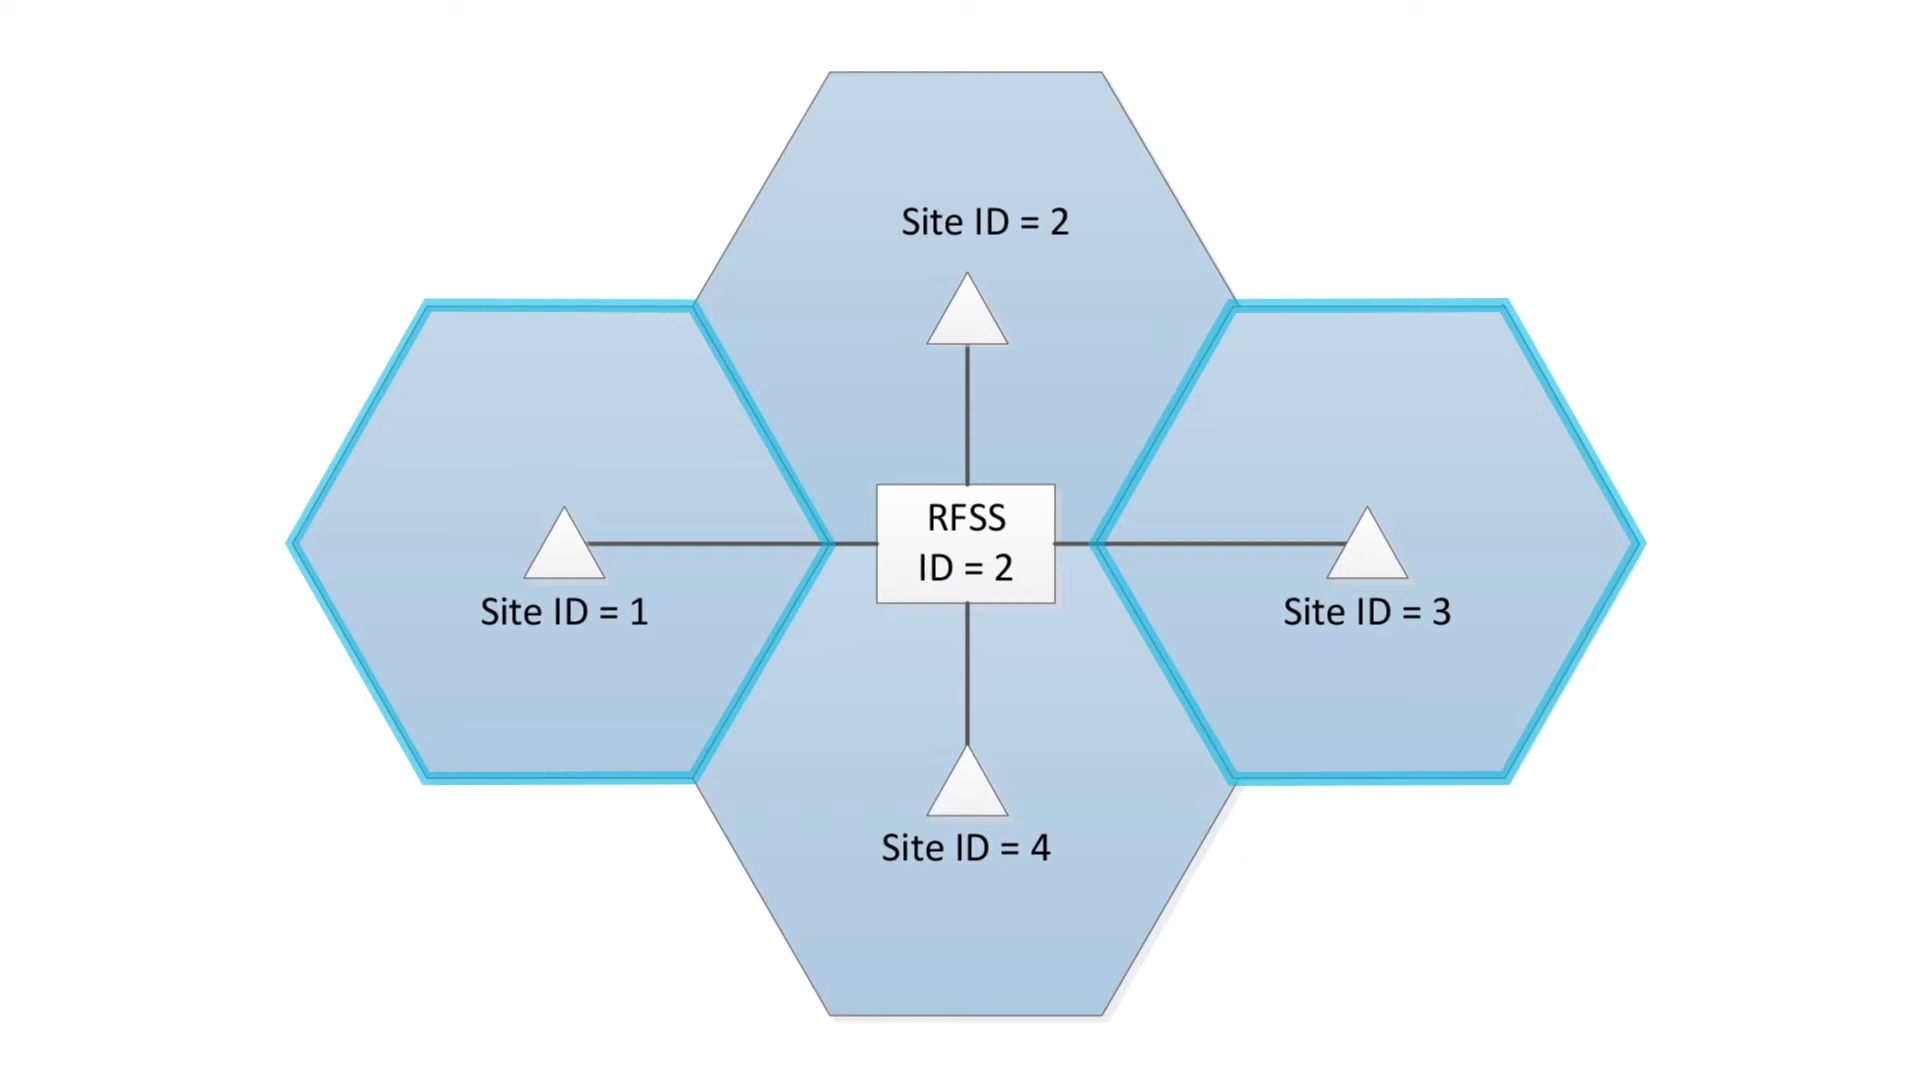 Site ID = 2
RFSS
ID = 2
Site ID = 1
Site ID = 3
Site ID = 4